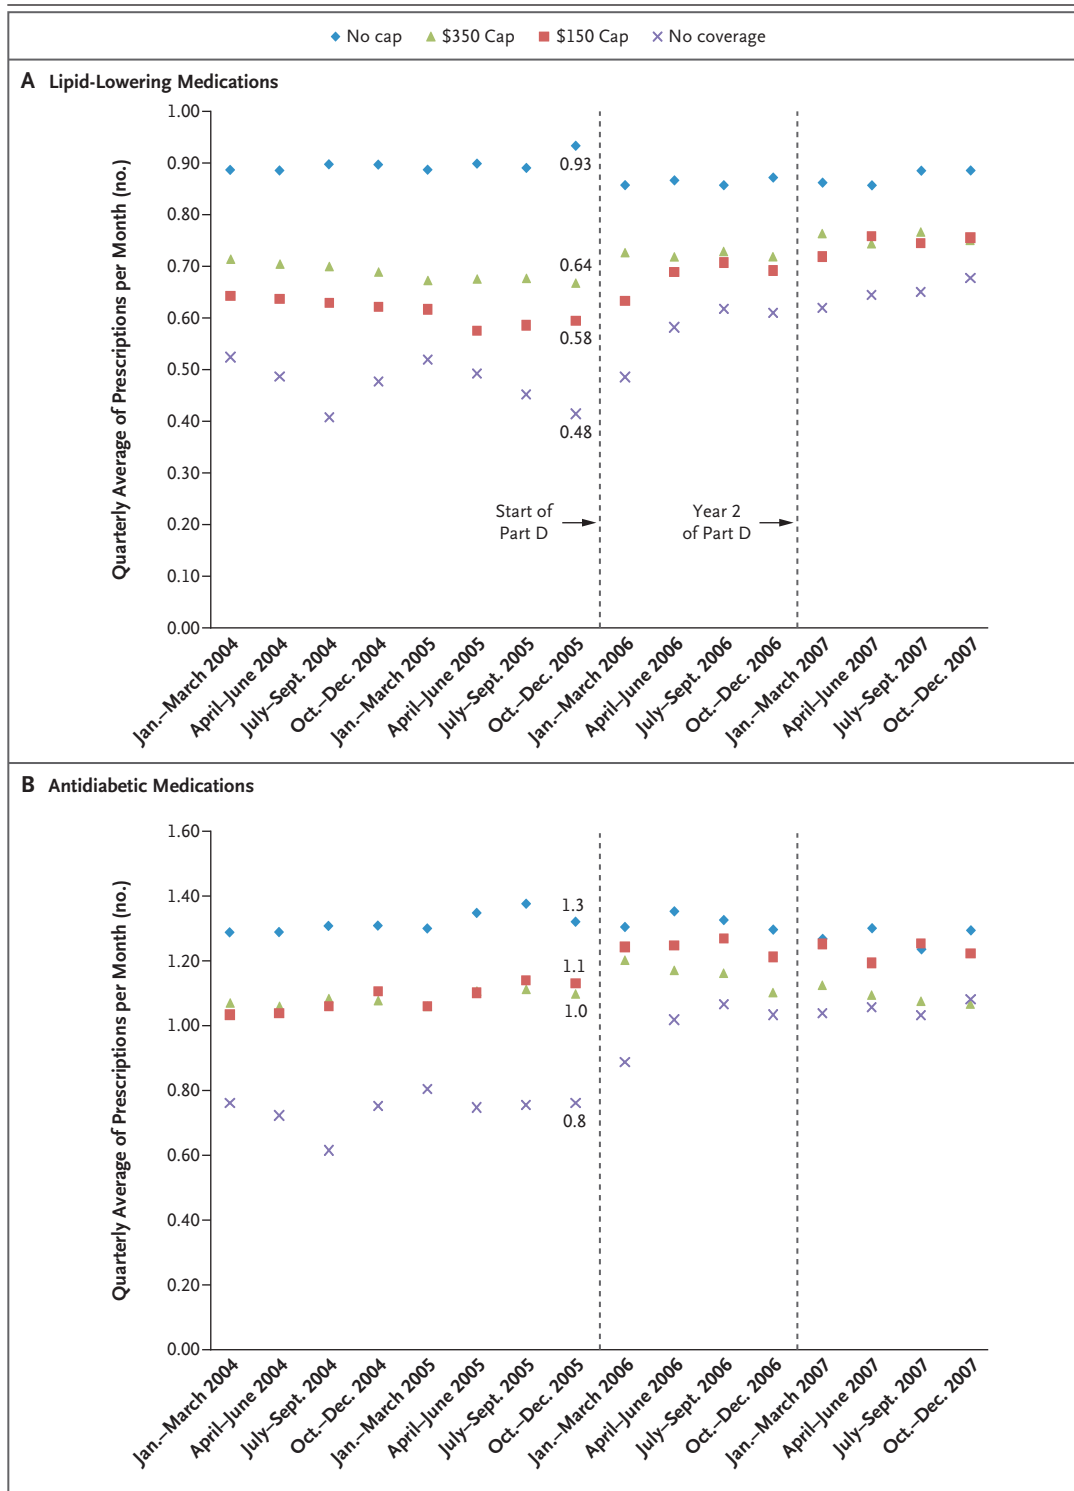 No cap $350 Cap $150 Cap No coverage
A Lipid-Lowering Medications
Quarterly Average of Prescriptions per Month (no.)
1.00
0.90
0.80
0.70
0.60
0.50
0.40
0.30
0.20
0.10
0.00
0.93
0.64
0.58
0.48
Start of
Part D
Year 2
of Part D
Jan.–March 2004
April–June 2004
July–Sept. 2004
Oct.–Dec. 2004
Jan.–March 2005
April–June 2005
July–Sept. 2005
Oct.–Dec. 2005
Jan.–March 2006
April–June 2006
July–Sept. 2006
Oct.–Dec. 2006
Jan.–March 2007
April–June 2007
July–Sept. 2007
Oct.–Dec. 2007
B Antidiabetic Medications
Quarterly Average of Prescriptions per Month (no.)
1.60
1.40
1.20
1.00
0.80
0.60
0.40
0.20
0.00
1.3
1.1
1.0
0.8
Jan.–March 2004
April–June 2004
July–Sept. 2004
Oct.–Dec. 2004
Jan.–March 2005
April–June 2005
July–Sept. 2005
Oct.–Dec. 2005
Jan.–March 2006
April–June 2006
July–Sept. 2006
Oct.–Dec. 2006
Jan.–March 2007
April–June 2007
July–Sept. 2007
Oct.–Dec. 2007